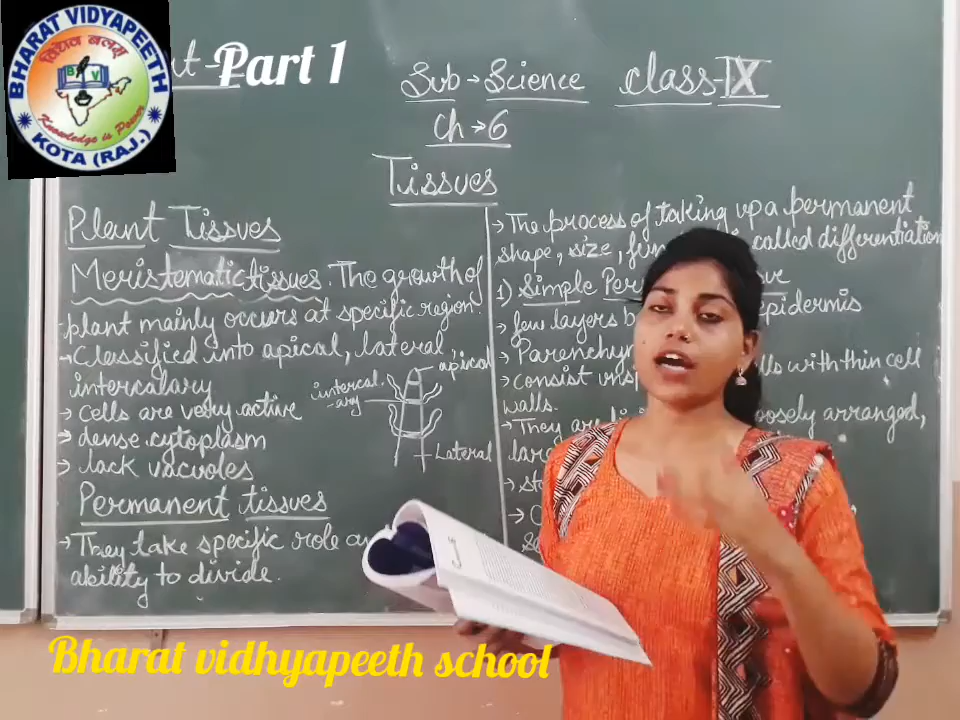 BHARAT VIDYAPEETH
विद्यैव बलम्
B V
Knowledge is Power
KOTA (RAJ.)
Part 1
Sub → Science class-IX
Ch → 6
Tissues
Plant Tissues
Meristematic tissues. The growth of
plant mainly occurs at specific region.
→ Classified into apical, lateral,
intercalary
→ cells are very active
→ dense cytoplasm
→ lack vacuoles
Permanent tissues
→ They take specific role
ability to divide.
apical
intercal-
ary
Lateral
→ The process of taking up a permanent
shape, size, called differentiation
1) Simple
→ few layers epidermis
→ with thin cell
→ consist
walls.
→ They loosely arranged,
Bharat vidhyapeeth school